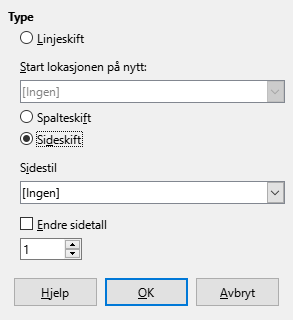 Type
Linjeskift
Start lokasjonen på nytt:
[Ingen]
Spalteskift
Sideskift
Sidestil
[Ingen]
Endre sidetall
1
Hjelp OK Avbryt